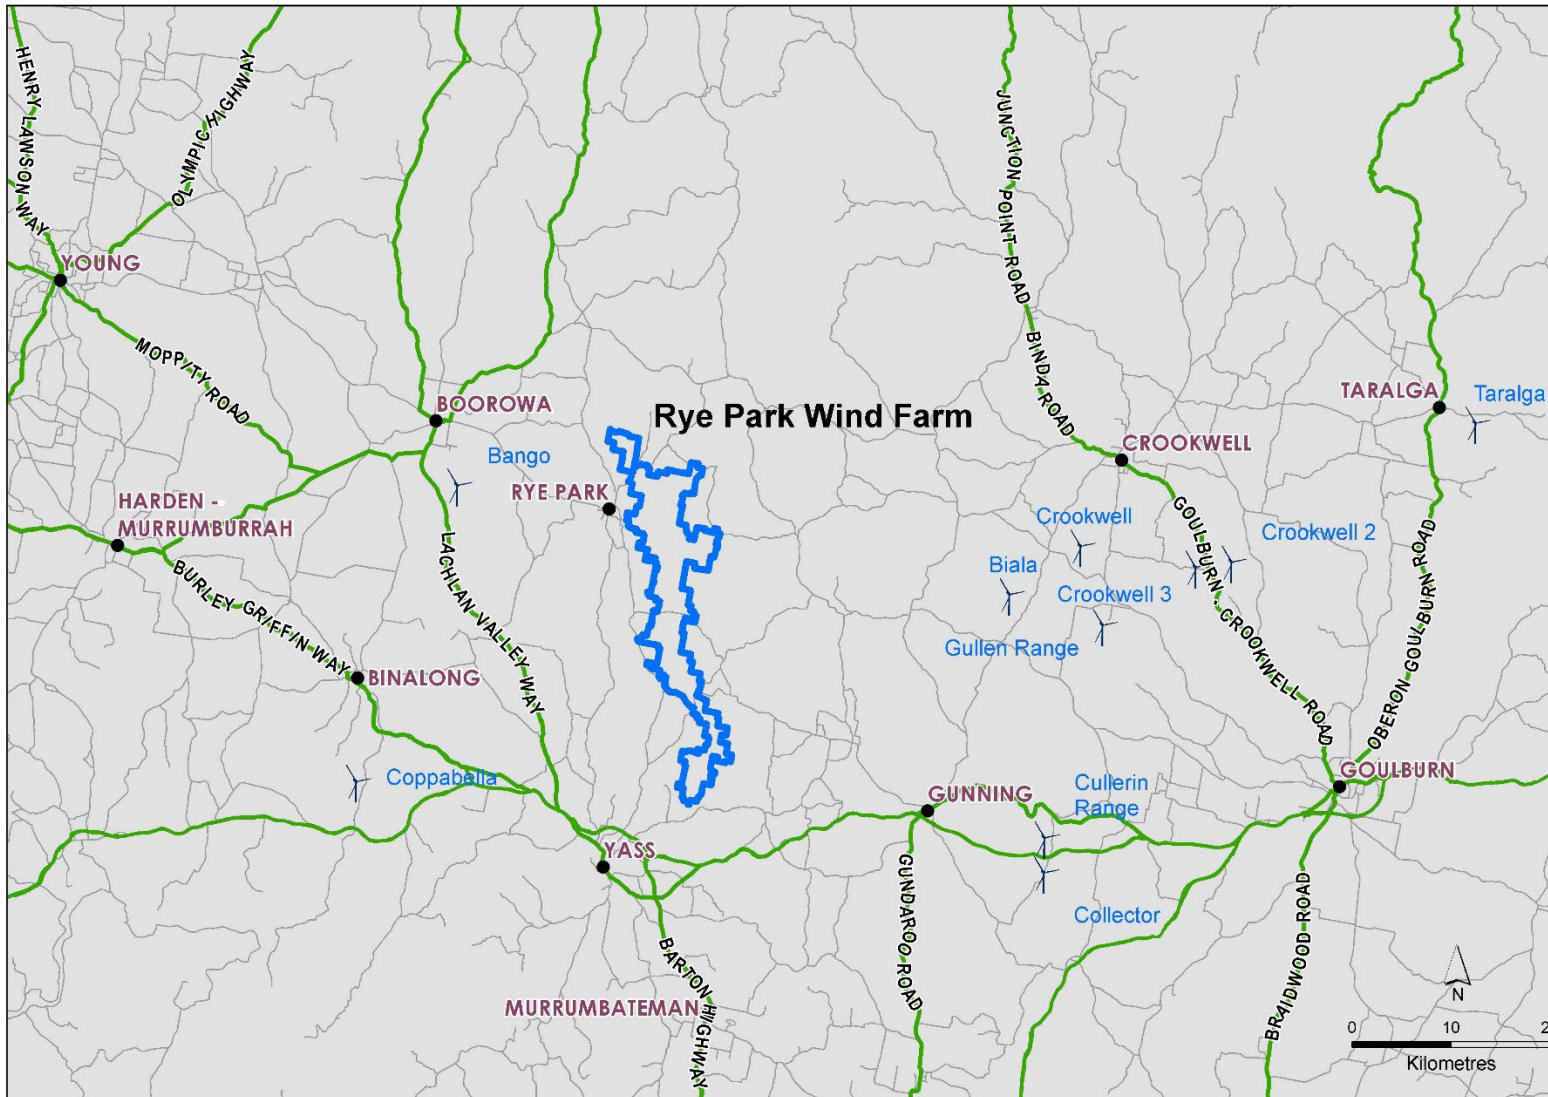 HENRY LAWSON WAY
OLYMPIC HIGHWAY
JUNCTION POINT ROAD
YOUNG
MOPPITY ROAD
BINDA ROAD
TARALGA
Taralga
BOOROWA
Rye Park Wind Farm
CROOKWELL
Bango
RYE PARK
HARDEN -
MURRUMBURRAH
Crookwell
Crookwell 2
GOULBURN - CROOKWELL ROAD
OBERON GOULBURN ROAD
LACHLAN VALLEY WAY
BURLEY GRIFFIN WAY
Biala
Crookwell 3
Gullen Range
BINALONG
Coppabella
GOULBURN
GUNNING
Cullerin
Range
YASS
GUNDAROO ROAD
Collector
BRAIDWOOD ROAD
BARTON HIGHWAY
MURRUMBATEMAN
N
0 10 2
Kilometres